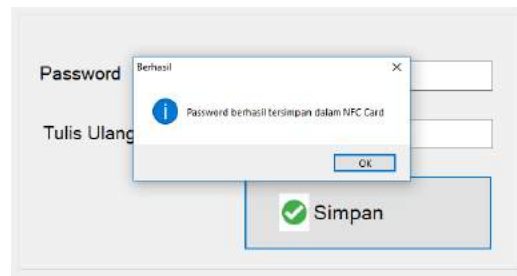 Berhasil
Password
Password berhasil tersimpan dalam NFC Card
Tulis Ulang
OK
Simpan